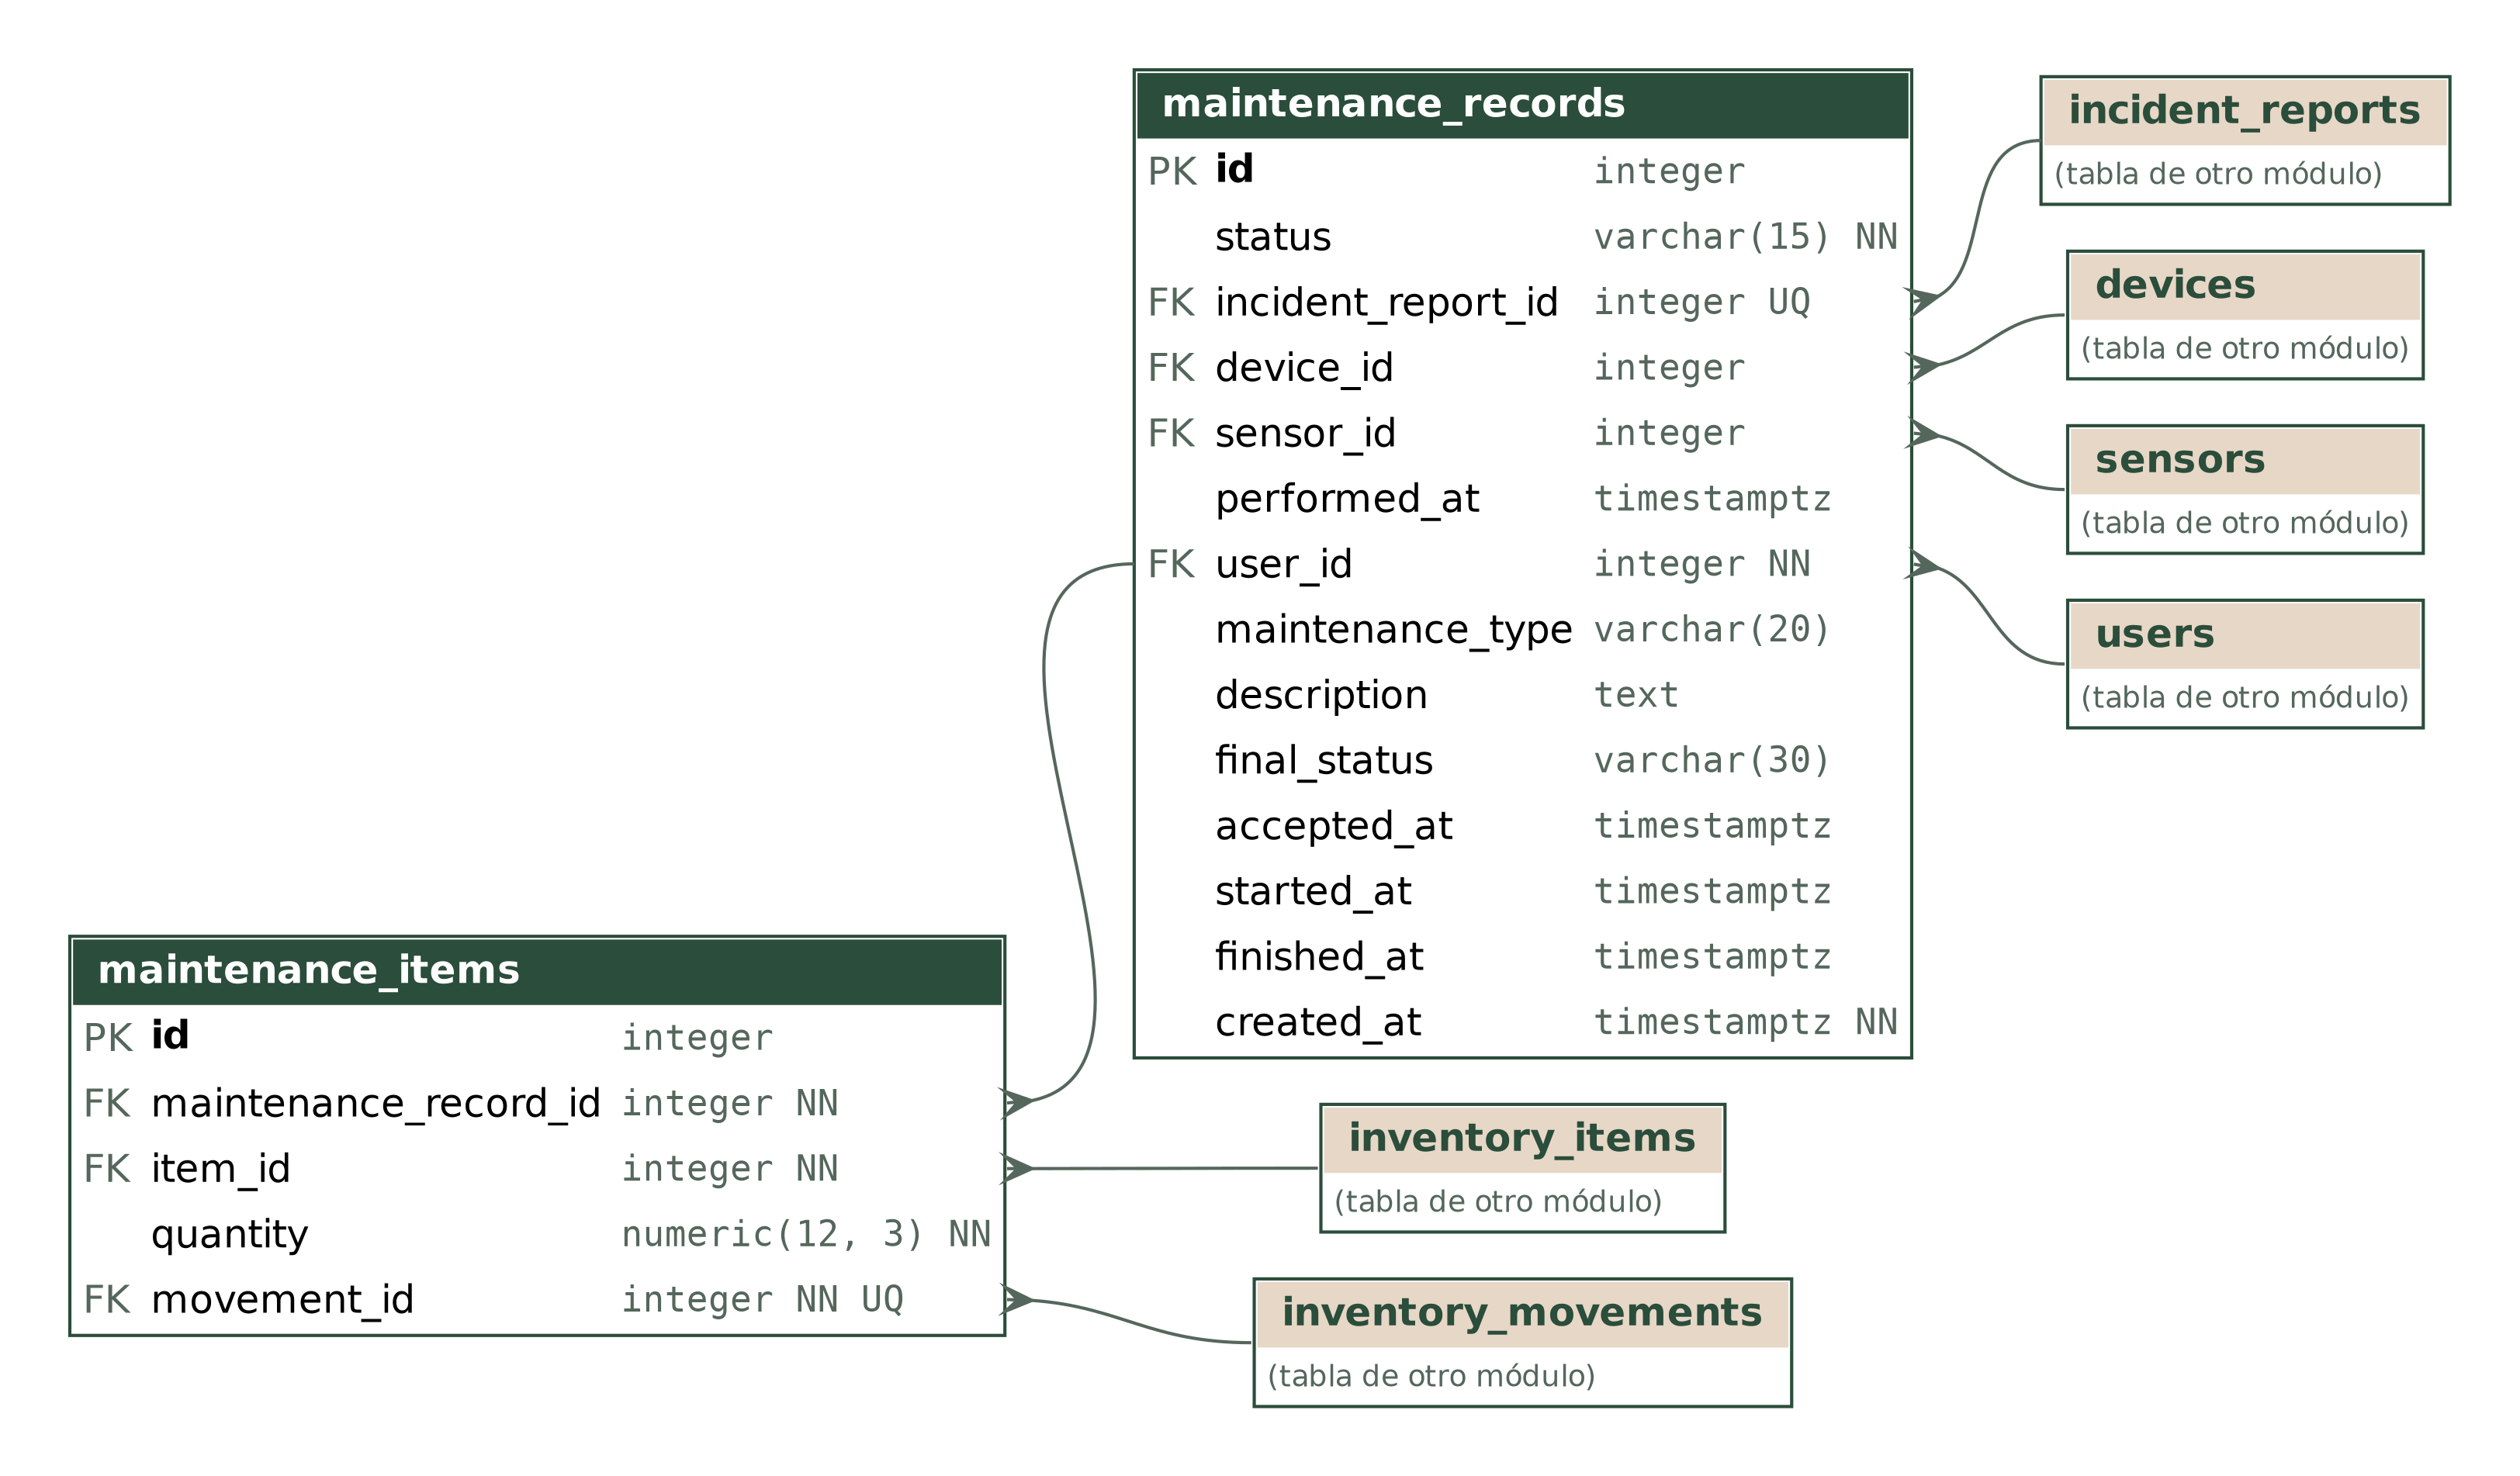 maintenance_records
PK id integer
status varchar(15) NN
FK incident_report_id integer UQ
FK device_id integer
FK sensor_id integer
performed_at timestamptz
FK user_id integer NN
maintenance_type varchar(20)
description text
final_status varchar(30)
accepted_at timestamptz
started_at timestamptz
finished_at timestamptz
created_at timestamptz NN
incident_reports
(tabla de otro módulo)
devices
(tabla de otro módulo)
sensors
(tabla de otro módulo)
users
(tabla de otro módulo)
maintenance_items
PK id integer
FK maintenance_record_id integer NN
FK item_id integer NN
quantity numeric(12, 3) NN
FK movement_id integer NN UQ
inventory_items
(tabla de otro módulo)
inventory_movements
(tabla de otro módulo)